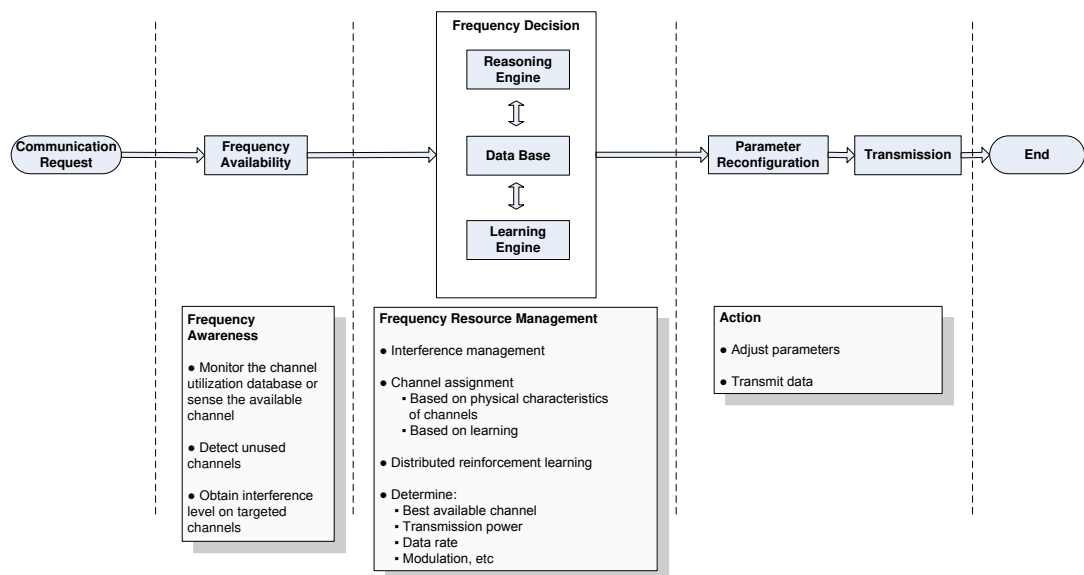 Frequency Decision
Reasoning
Engine
Communication
Request
Frequency
Availability
Data Base
Parameter
Reconfiguration
Transmission
End
Learning
Engine
Frequency
Awareness
● Monitor the channel
utilization database or
sense the available
channel
● Detect unused
channels
● Obtain interference
level on targeted
channels
Frequency Resource Management
● Interference management
● Channel assignment
▪ Based on physical characteristics
of channels
▪ Based on learning
● Distributed reinforcement learning
● Determine:
▪ Best available channel
▪ Transmission power
▪ Data rate
▪ Modulation, etc
Action
● Adjust parameters
● Transmit data